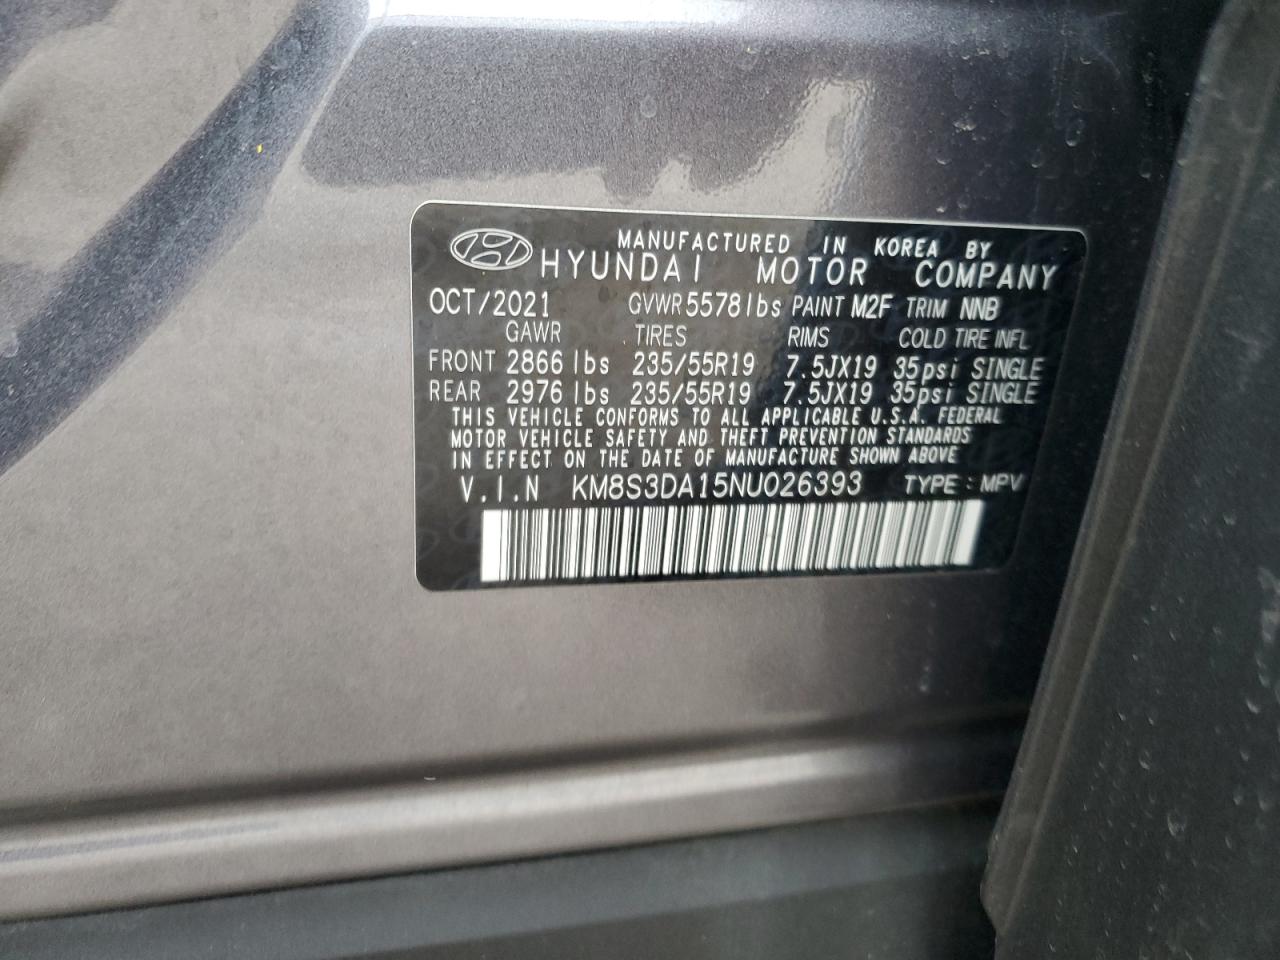 MANUFACTURED IN KOREA BY
HYUNDAI MOTOR COMPANY
OCT/2021 GVWR 5578lbs PAINT M2F TRIM NNB
GAWR TIRES RIMS COLD TIRE INFL
FRONT 2866 lbs 235/55R19 7.5JX19 35psi SINGLE
REAR 2976 lbs 235/55R19 7.5JX19 35psi SINGLE
THIS VEHICLE CONFORMS TO ALL APPLICABLE U.S.A. FEDERAL
MOTOR VEHICLE SAFETY AND THEFT PREVENTION STANDARDS
IN EFFECT ON THE DATE OF MANUFACTURE SHOWN ABOVE
V.I.N KM8S3DA15NU026393 TYPE : MPV